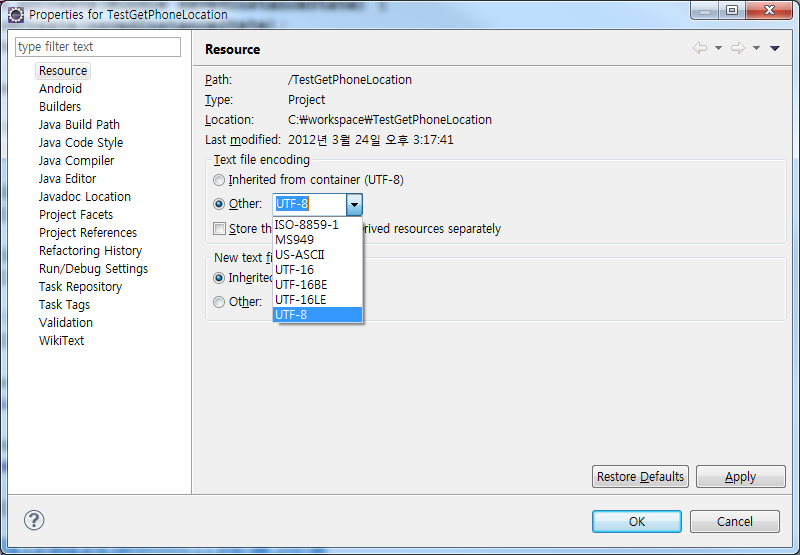 Properties for TestGetPhoneLocation
type filter text
Resource
Android
Builders
Java Build Path
Java Code Style
Java Compiler
Java Editor
Javadoc Location
Project Facets
Project References
Refactoring History
Run/Debug Settings
Task Repository
Task Tags
Validation
WikiText
Resource
Path: /TestGetPhoneLocation
Type: Project
Location: C:₩workspace₩TestGetPhoneLocation
Last modified: 2012년 3월 24일 오후 3:17:41
Text file encoding
Inherited from container (UTF-8)
Other: UTF-8
ISO-8859-1
MS949
US-ASCII
UTF-16
UTF-16BE
UTF-16LE
UTF-8
Store separately
resources
New text
Other:
Restore Defaults
Apply
?
OK
Cancel